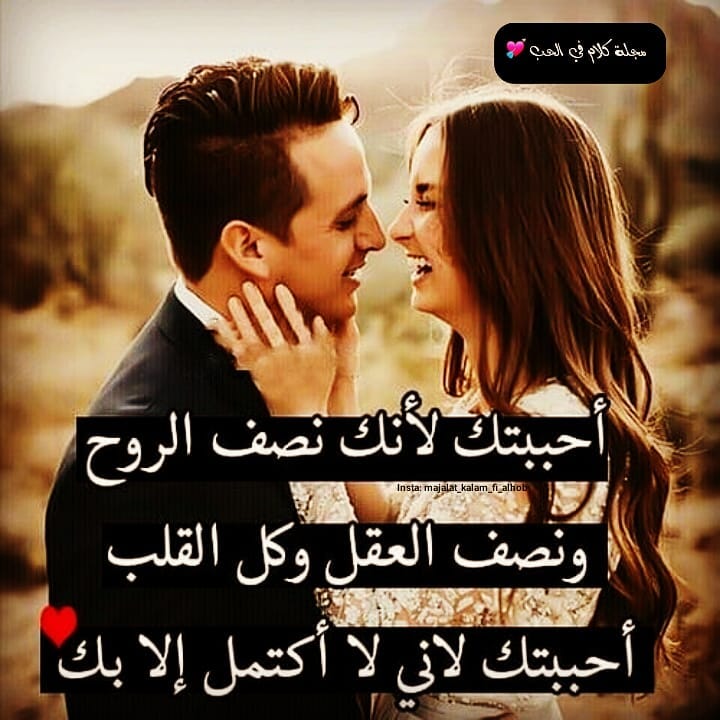 مجلة كلام في الحب 💘
أحببتك لأنك نصف الروح
Insta: majalat_kalam_fi_alhob
ونصف العقل وكل القلب
أحببتك لاني لا أكتمل إلا بك